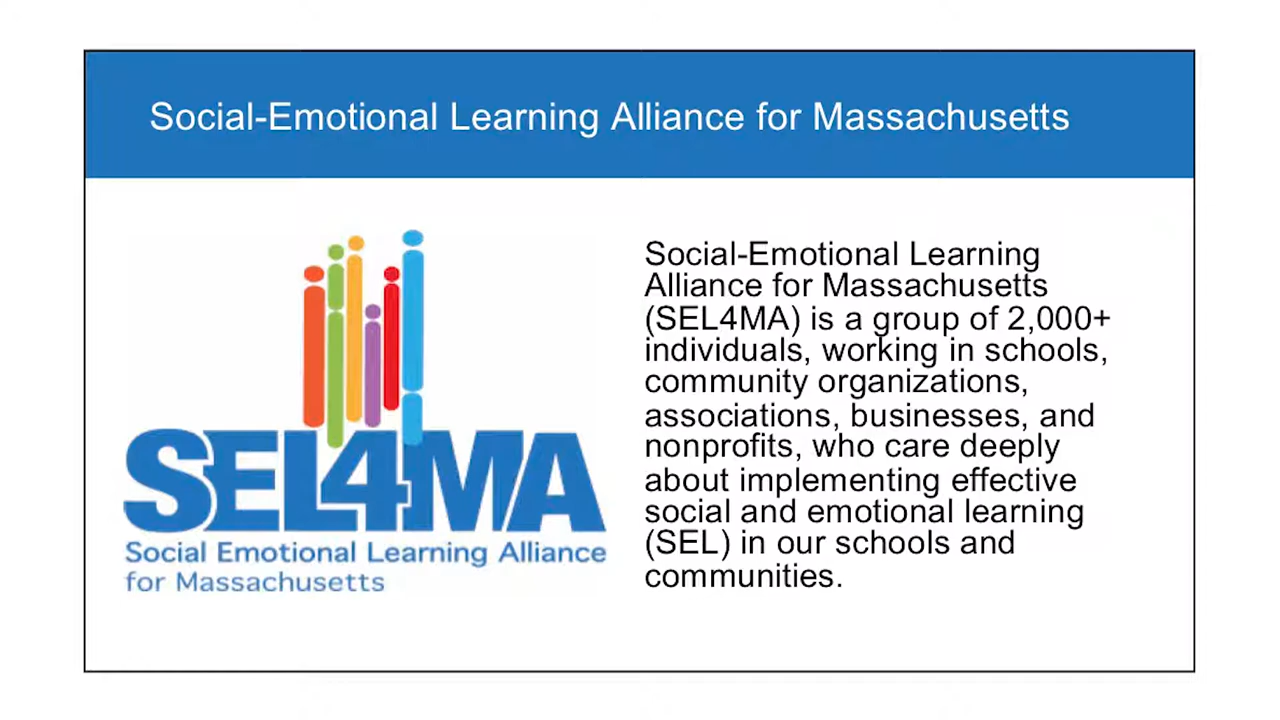 Social-Emotional Learning Alliance for Massachusetts
SEL4MA
Social Emotional Learning Alliance
for Massachusetts
Social-Emotional Learning
Alliance for Massachusetts
(SEL4MA) is a group of 2,000+
individuals, working in schools,
community organizations,
associations, businesses, and
nonprofits, who care deeply
about implementing effective
social and emotional learning
(SEL) in our schools and
communities.